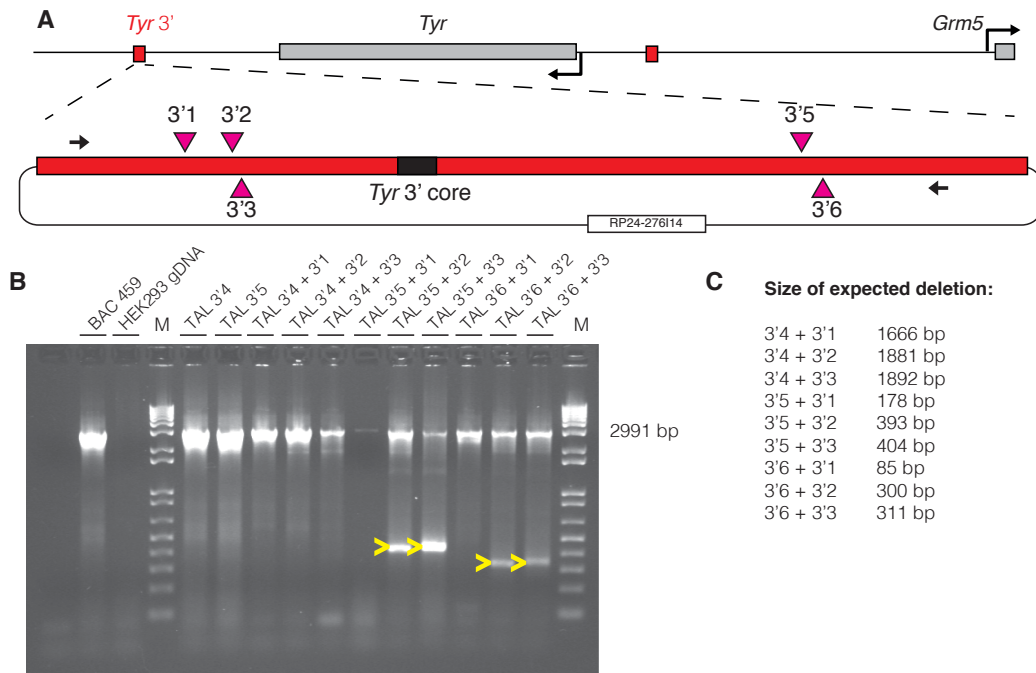 A
Tyr 3'
Tyr
Grm5
3'1
3'2
3'5
3'3
Tyr 3' core
3'6
RP24-276I14
B
BAC 459
HEK293 gDNA
M
TAL 3'4
TAL 3'5
TAL 3'4 + 3'1
TAL 3'4 + 3'2
TAL 3'4 + 3'3
TAL 3'5 + 3'1
TAL 3'5 + 3'2
TAL 3'5 + 3'3
TAL 3'6 + 3'1
TAL 3'6 + 3'2
TAL 3'6 + 3'3
M
2991 bp
C
Size of expected deletion:
3'4 + 3'1 1666 bp
3'4 + 3'2 1881 bp
3'4 + 3'3 1892 bp
3'5 + 3'1 178 bp
3'5 + 3'2 393 bp
3'5 + 3'3 404 bp
3'6 + 3'1 85 bp
3'6 + 3'2 300 bp
3'6 + 3'3 311 bp